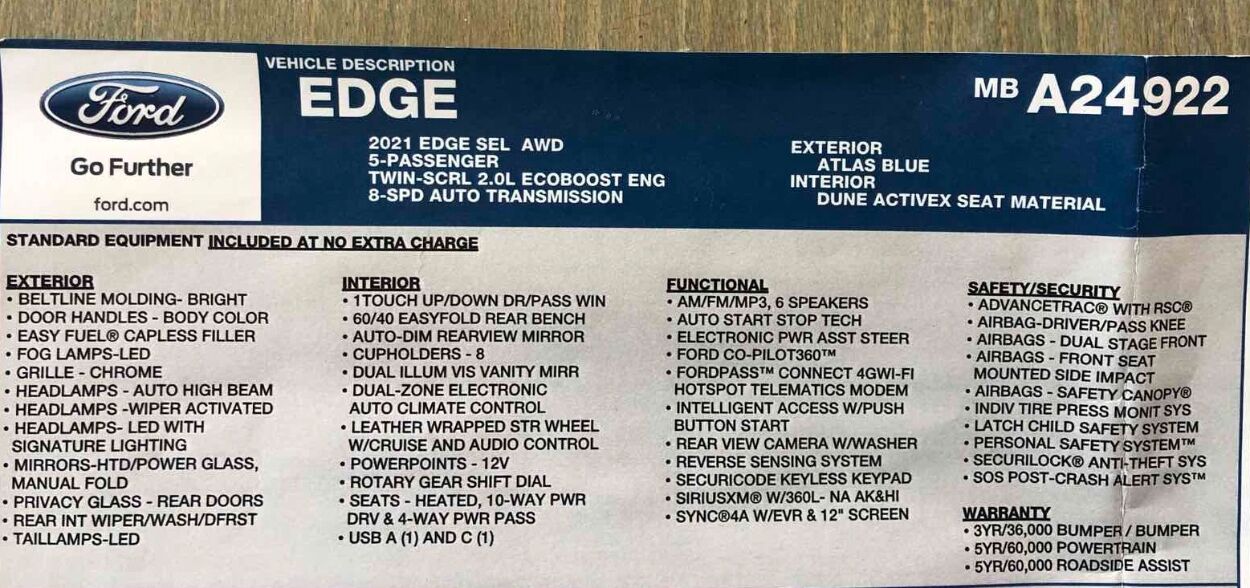 Ford
Go Further
ford.com
VEHICLE DESCRIPTION
EDGE
2021 EDGE SEL AWD
5-PASSENGER
TWIN-SCRL 2.0L ECOBOOST ENG
8-SPD AUTO TRANSMISSION
EXTERIOR
ATLAS BLUE
INTERIOR
DUNE ACTIVEX SEAT MATERIAL
MB A24922
STANDARD EQUIPMENT INCLUDED AT NO EXTRA CHARGE
EXTERIOR
• BELTLINE MOLDING- BRIGHT
• DOOR HANDLES - BODY COLOR
• EASY FUEL® CAPLESS FILLER
• FOG LAMPS-LED
• GRILLE - CHROME
• HEADLAMPS - AUTO HIGH BEAM
• HEADLAMPS -WIPER ACTIVATED
• HEADLAMPS- LED WITH
SIGNATURE LIGHTING
• MIRRORS-HTD/POWER GLASS,
MANUAL FOLD
• PRIVACY GLASS - REAR DOORS
• REAR INT WIPER/WASH/DFRST
• TAILLAMPS-LED
INTERIOR
• 1TOUCH UP/DOWN DR/PASS WIN
• 60/40 EASYFOLD REAR BENCH
• AUTO-DIM REARVIEW MIRROR
• CUPHOLDERS - 8
• DUAL ILLUM VIS VANITY MIRR
• DUAL-ZONE ELECTRONIC
AUTO CLIMATE CONTROL
• LEATHER WRAPPED STR WHEEL
W/CRUISE AND AUDIO CONTROL
• POWERPOINTS - 12V
• ROTARY GEAR SHIFT DIAL
• SEATS - HEATED, 10-WAY PWR
DRV & 4-WAY PWR PASS
• USB A (1) AND C (1)
FUNCTIONAL
• AM/FM/MP3, 6 SPEAKERS
• AUTO START STOP TECH
• ELECTRONIC PWR ASST STEER
• FORD CO-PILOT360™
• FORDPASS™ CONNECT 4GWI-FI
HOTSPOT TELEMATICS MODEM
• INTELLIGENT ACCESS W/PUSH
BUTTON START
• REAR VIEW CAMERA W/WASHER
• REVERSE SENSING SYSTEM
• SECURICODE KEYLESS KEYPAD
• SIRIUSXM® W/360L- NA AK&HI
• SYNC®4A W/EVR & 12" SCREEN
SAFETY/SECURITY
• ADVANCETRAC® WITH RSC®
• AIRBAG-DRIVER/PASS KNEE
• AIRBAGS - DUAL STAGE FRONT
• AIRBAGS - FRONT SEAT
MOUNTED SIDE IMPACT
• AIRBAGS - SAFETY CANOPY®
• INDIV TIRE PRESS MONIT SYS
• LATCH CHILD SAFETY SYSTEM
• PERSONAL SAFETY SYSTEM™
• SECURILOCK® ANTI-THEFT SYS
• SOS POST-CRASH ALERT SYS™
WARRANTY
• 3YR/36,000 BUMPER / BUMPER
• 5YR/60,000 POWERTRAIN
• 5YR/60,000 ROADSIDE ASSIST